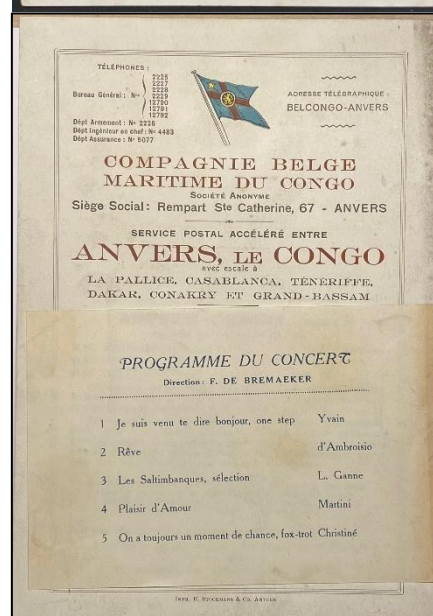 TÉLÉPHONES :
Bureau Général : Nos
2225
2227
2228
2229
12790
12791
12792
Dépt Armement : No 2226
Dépt Ingénieur en chef : No 4483
Dépt Assurance : No 5077
ADRESSE TÉLÉGRAPHIQUE :
BELCONGO-ANVERS
COMPAGNIE BELGE
MARITIME DU CONGO
SOCIÉTÉ ANONYME
Siège Social : Rempart Ste Catherine, 67 - ANVERS
SERVICE POSTAL ACCÉLÉRÉ ENTRE
ANVERS, LE CONGO
avec escale à
LA PALLICE, CASABLANCA, TÉNÉRIFFE,
DAKAR, CONAKRY ET GRAND-BASSAM
PROGRAMME DU CONCERT
Direction : F. DE BREMAEKER
1 Je suis venu te dire bonjour, one step Yvain
2 Rêve d'Ambroisio
3 Les Saltimbanques, sélection L. Ganne
4 Plaisir d'Amour Martini
5 On a toujours un moment de chance, fox-trot Christiné
IMPR. E. STOCKMANS & Co. ANVERS